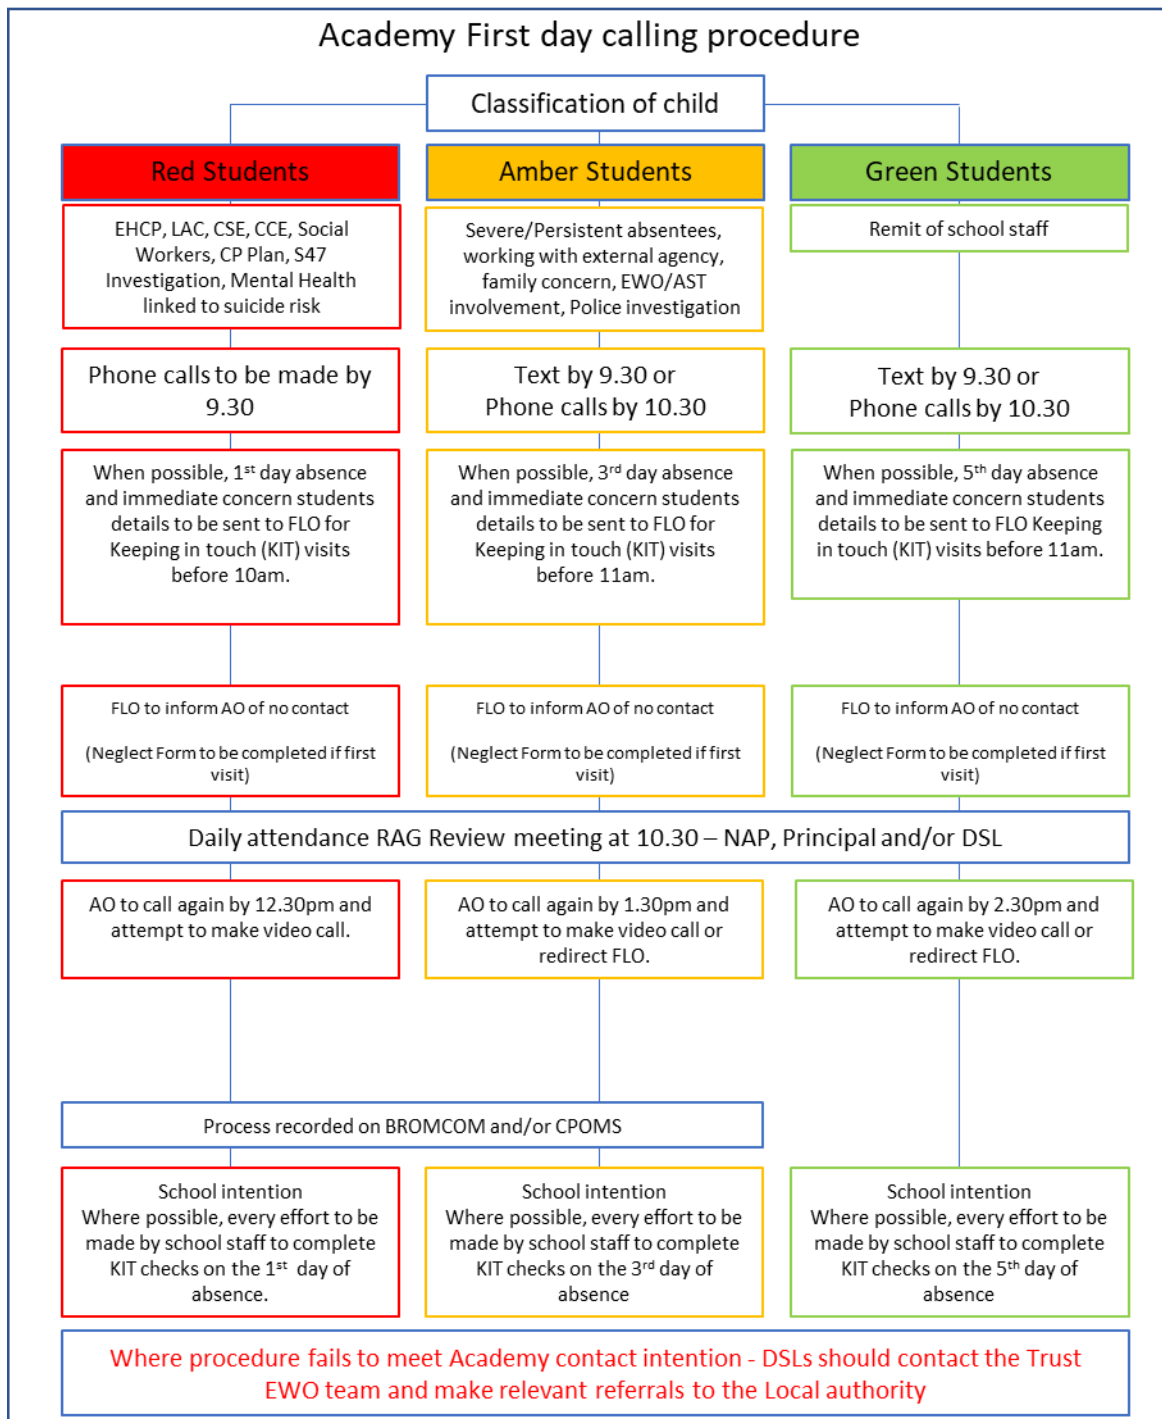 Academy First day calling procedure
Classification of child
Red Students
Amber Students
Green Students
EHCP, LAC, CSE, CCE, Social
Workers, CP Plan, S47
Investigation, Mental Health
linked to suicide risk
Severe/Persistent absentees,
working with external agency,
family concern, EWO/AST
involvement, Police investigation
Remit of school staff
Phone calls to be made by
9.30
Text by 9.30 or
Phone calls by 10.30
Text by 9.30 or
Phone calls by 10.30
When possible, 1st day absence
and immediate concern students
details to be sent to FLO for
Keeping in touch (KIT) visits
before 10am.
When possible, 3rd day absence
and immediate concern students
details to be sent to FLO for
Keeping in touch (KIT) visits
before 11am.
When possible, 5th day absence
and immediate concern students
details to be sent to FLO Keeping
in touch (KIT) visits before 11am.
FLO to inform AO of no contact
(Neglect Form to be completed if first
visit)
FLO to inform AO of no contact
(Neglect Form to be completed if first
visit)
FLO to inform AO of no contact
(Neglect Form to be completed if first
visit)
Daily attendance RAG Review meeting at 10.30 – NAP, Principal and/or DSL
AO to call again by 12.30pm and
attempt to make video call.
AO to call again by 1.30pm and
attempt to make video call or
redirect FLO.
AO to call again by 2.30pm and
attempt to make video call or
redirect FLO.
Process recorded on BROMCOM and/or CPOMS
School intention
Where possible, every effort to be
made by school staff to complete
KIT checks on the 1st day of
absence.
School intention
Where possible, every effort to be
made by school staff to complete
KIT checks on the 3rd day of
absence
School intention
Where possible, every effort to be
made by school staff to complete
KIT checks on the 5th day of
absence
Where procedure fails to meet Academy contact intention - DSLs should contact the Trust
EWO team and make relevant referrals to the Local authority